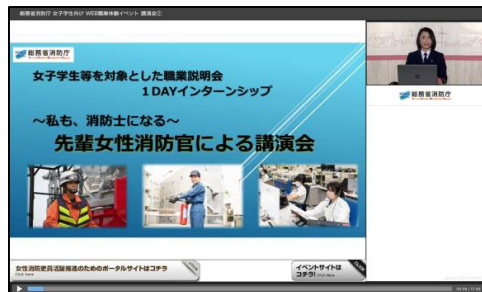 総務省消防庁 女子学生向け WEB職業体験イベント 講演会①
総務省消防庁
女子学生等を対象とした職業説明会
1DAYインターンシップ
~私も、消防士になる~
先輩女性消防官による講演会
女性消防吏員活躍推進のためのポータルサイトはコチラ
Click Here
イベントサイトは
コチラ! Click Here
総務省消防庁